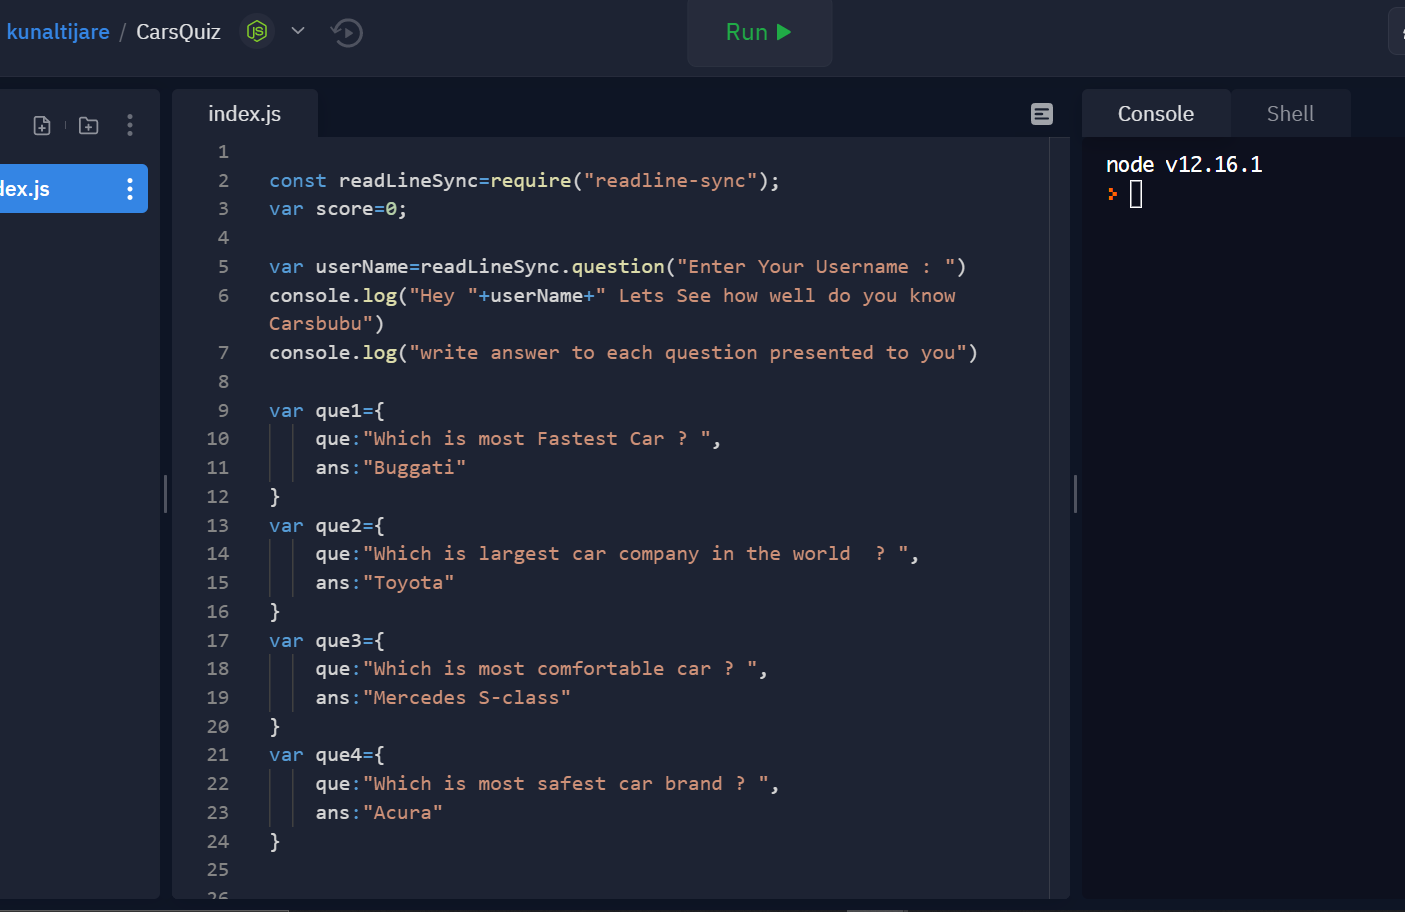 kunaltijare / CarsQuiz
Run
dex.js
index.js
Console
Shell
1
2 const readLineSync=require("readline-sync");
3 var score=0;
4
5 var userName=readLineSync.question("Enter Your Username : ")
6 console.log("Hey "+userName+" Lets See how well do you know
Carsbubu")
7 console.log("write answer to each question presented to you")
8
9 var que1={
10 que:"Which is most Fastest Car ? ",
11 ans:"Buggati"
12 }
13 var que2={
14 que:"Which is largest car company in the world  ? ",
15 ans:"Toyota"
16 }
17 var que3={
18 que:"Which is most comfortable car ? ",
19 ans:"Mercedes S-class"
20 }
21 var que4={
22 que:"Which is most safest car brand ? ",
23 ans:"Acura"
24 }
25
26
node v12.16.1